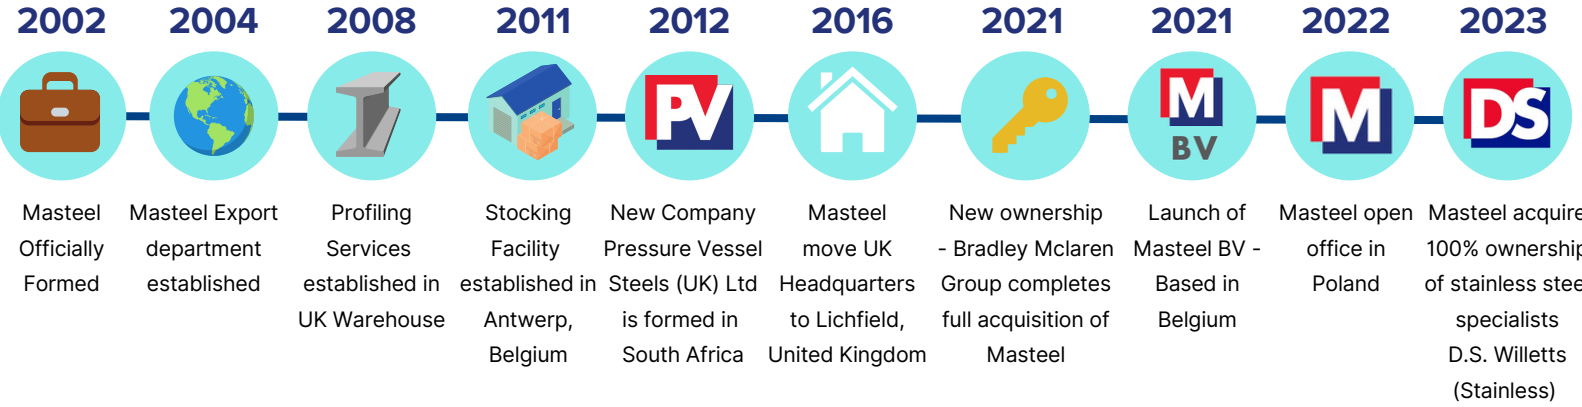 2002
Masteel
Officially
Formed
2004
Masteel Export
department
established
2008
Profiling
Services
established in
UK Warehouse
2011
Stocking
Facility
established in
Antwerp,
Belgium
2012
PV
New Company
Pressure Vessel
Steels (UK) Ltd
is formed in
South Africa
2016
Masteel
move UK
Headquarters
to Lichfield,
United Kingdom
2021
New ownership
- Bradley Mclaren
Group completes
full acquisition of
Masteel
2021
M
BV
Launch of
Masteel BV -
Based in
Belgium
2022
M
Masteel open
office in
Poland
2023
DS
Masteel acquire
100% ownership
of stainless stee
specialists
D.S. Willetts
(Stainless)